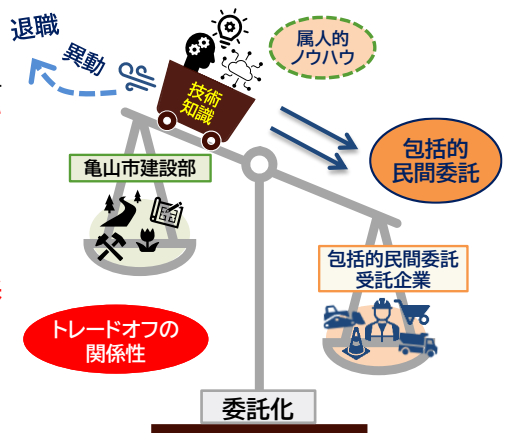 退職
異動
属人的
ノウハウ
技術
知識
包括的
民間委託
亀山市建設部
包括的民間委託
受託企業
トレードオフの
関係性
委託化